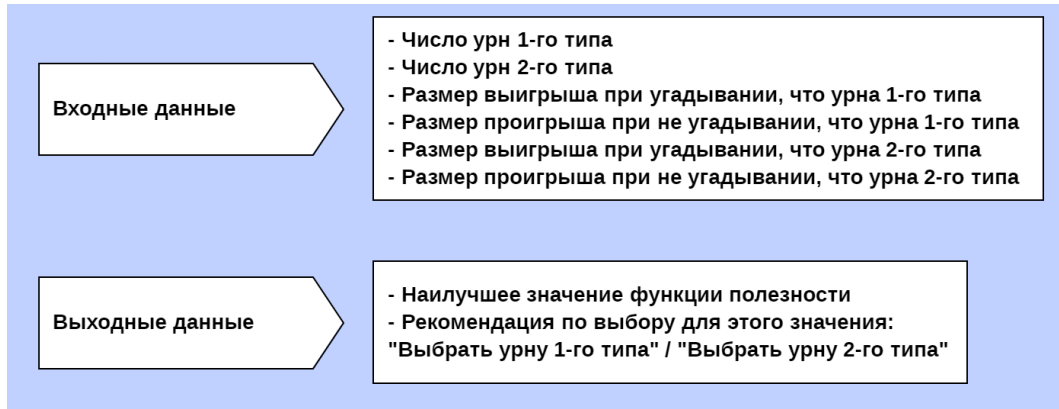 Входные данные
- Число урн 1-го типа
- Число урн 2-го типа
- Размер выигрыша при угадывании, что урна 1-го типа
- Размер проигрыша при не угадывании, что урна 1-го типа
- Размер выигрыша при угадывании, что урна 2-го типа
- Размер проигрыша при не угадывании, что урна 2-го типа
Выходные данные
- Наилучшее значение функции полезности
- Рекомендация по выбору для этого значения:
"Выбрать урну 1-го типа" / "Выбрать урну 2-го типа"